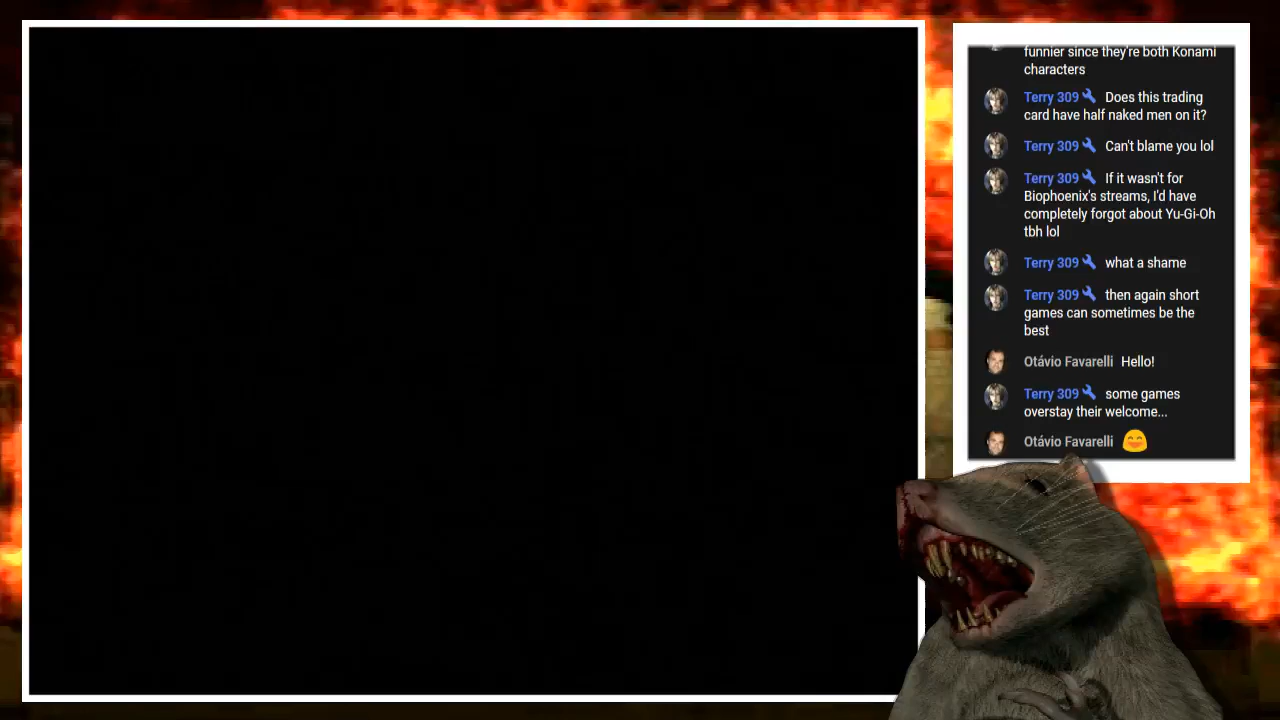 funnier since they're both Konami
characters
Terry 309 Does this trading
card have half naked men on it?
Terry 309 Can't blame you lol
Terry 309 If it wasn't for
Biophoenix's streams, I'd have
completely forgot about Yu-Gi-Oh
tbh lol
Terry 309 what a shame
Terry 309 then again short
games can sometimes be the
best
Otávio Favarelli Hello!
Terry 309 some games
overstay their welcome...
Otávio Favarelli